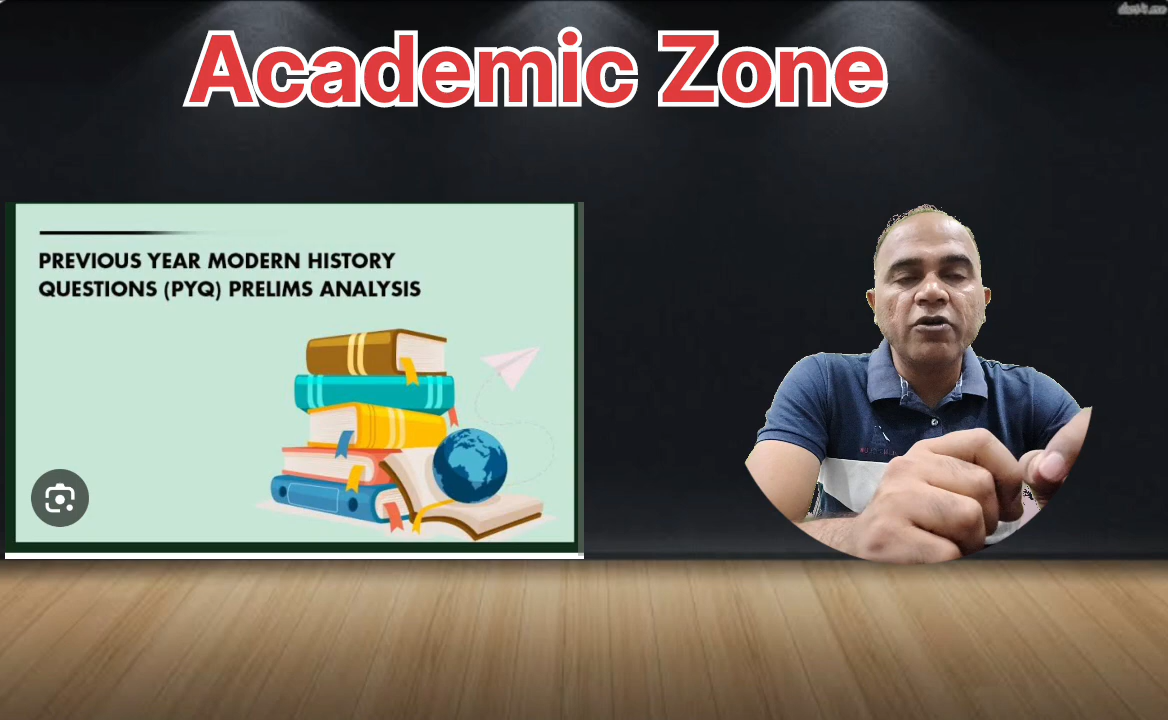 Academic Zone
PREVIOUS YEAR MODERN HISTORY
QUESTIONS (PYQ) PRELIMS ANALYSIS